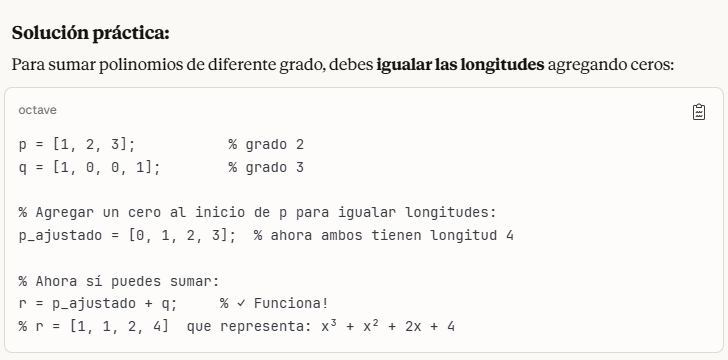 Solución práctica:
Para sumar polinomios de diferente grado, debes igualar las longitudes agregando ceros:
octave
p = [1, 2, 3];           % grado 2
q = [1, 0, 0, 1];        % grado 3
% Agregar un cero al inicio de p para igualar longitudes:
p_ajustado = [0, 1, 2, 3];  % ahora ambos tienen longitud 4
% Ahora sí puedes sumar:
r = p_ajustado + q;     % ✓ Funciona!
% r = [1, 1, 2, 4]  que representa: x³ + x² + 2x + 4